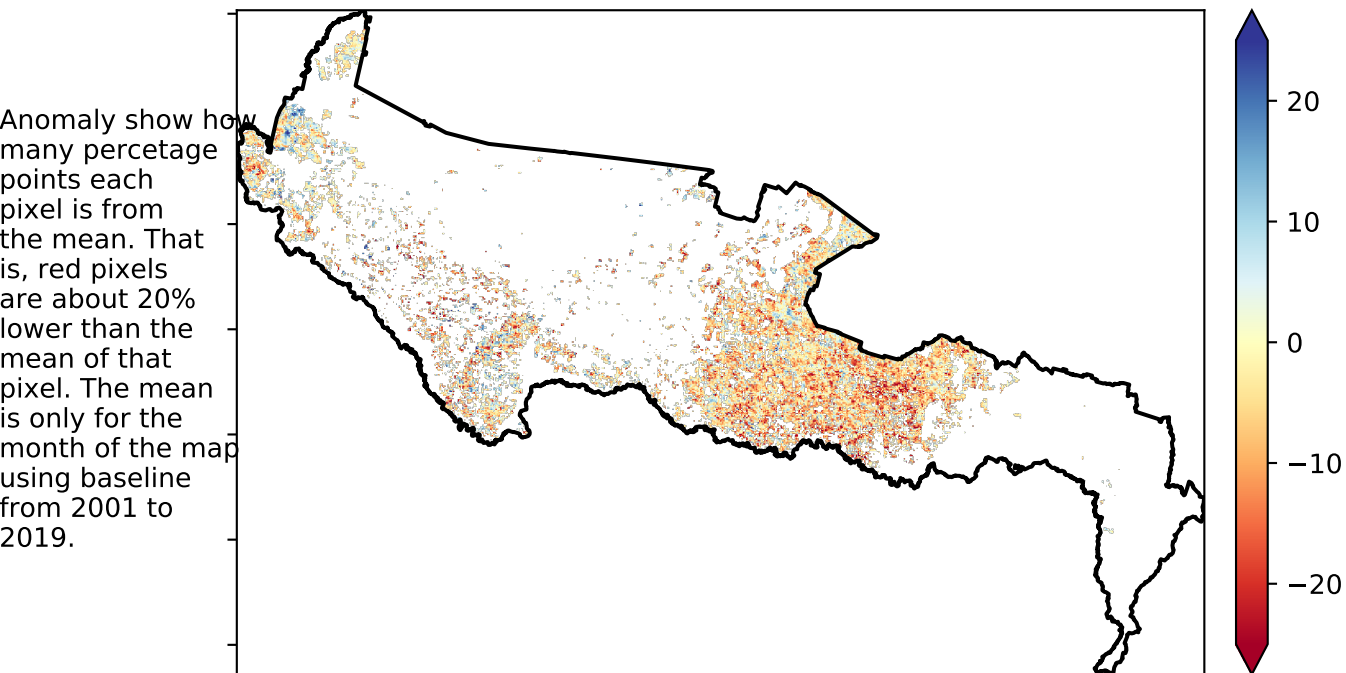 Anomaly show how
many percetage
points each
pixel is from
the mean. That
is, red pixels
are about 20%
lower than the
mean of that
pixel. The mean
is only for the
month of the map
using baseline
from 2001 to
2019.
20
10
0
−10
−20